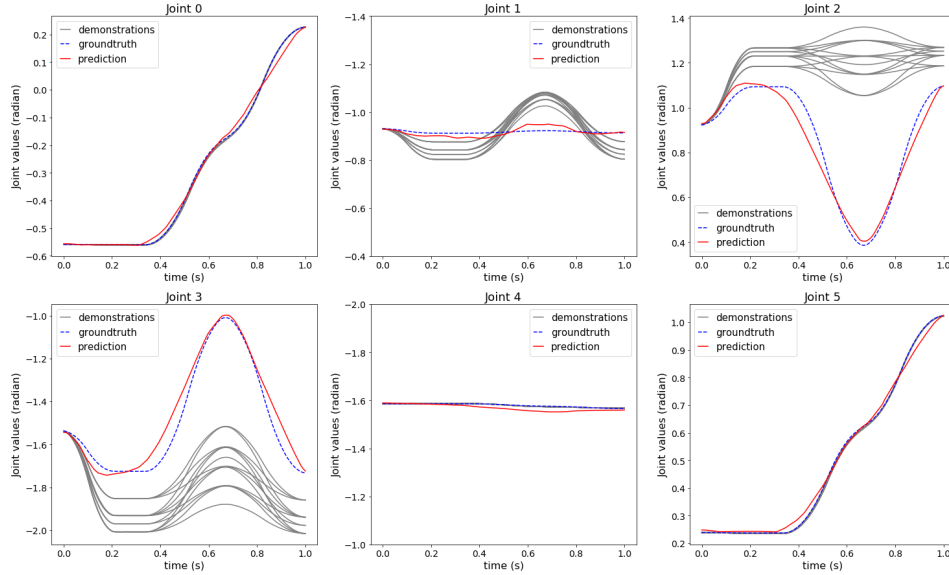 Joint 0
Joint values (radian)
0.2
0.1
0.0
−0.1
−0.2
−0.3
−0.4
−0.5
−0.6
demonstrations
groundtruth
prediction
0.0 0.2 0.4 0.6 0.8 1.0
time (s)
Joint 1
Joint values (radian)
−1.4
−1.2
−1.0
−0.8
−0.6
−0.4
demonstrations
groundtruth
prediction
0.0 0.2 0.4 0.6 0.8 1.0
time (s)
Joint 2
Joint values (radian)
1.4
1.2
1.0
0.8
0.6
0.4
demonstrations
groundtruth
prediction
0.0 0.2 0.4 0.6 0.8 1.0
time (s)
Joint 3
Joint values (radian)
−1.0
−1.2
−1.4
−1.6
−1.8
−2.0
demonstrations
groundtruth
prediction
0.0 0.2 0.4 0.6 0.8 1.0
time (s)
Joint 4
Joint values (radian)
−2.0
−1.8
−1.6
−1.4
−1.2
−1.0
demonstrations
groundtruth
prediction
0.0 0.2 0.4 0.6 0.8 1.0
time (s)
Joint 5
Joint values (radian)
1.0
0.9
0.8
0.7
0.6
0.5
0.4
0.3
0.2
demonstrations
groundtruth
prediction
0.0 0.2 0.4 0.6 0.8 1.0
time (s)